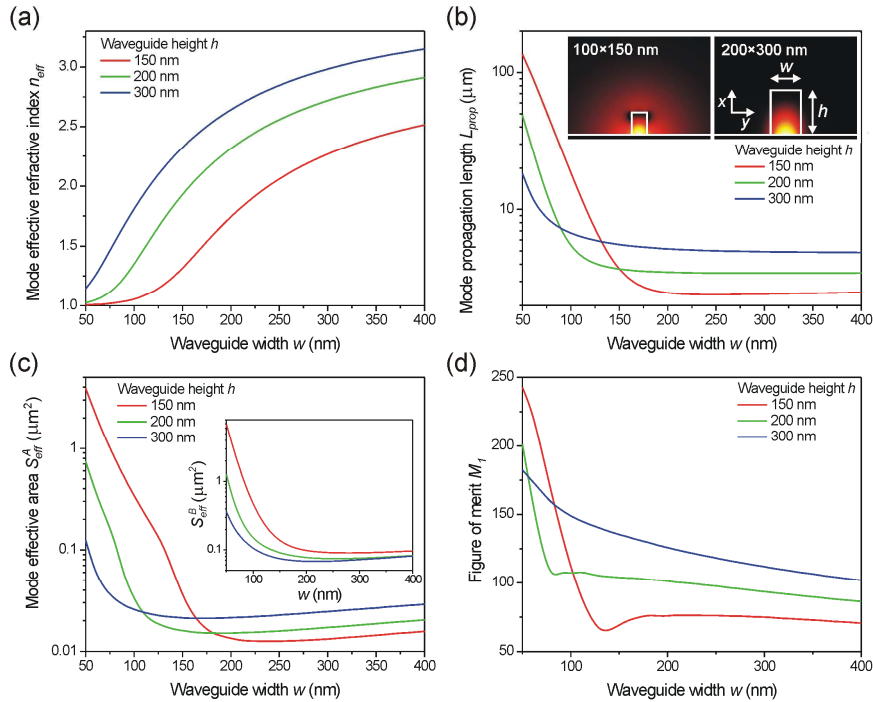 (a)
Mode effective refractive index n_eff
Waveguide height h
150 nm
200 nm
300 nm
3.0
2.5
2.0
1.5
1.0
50 100 150 200 250 300 350 400
Waveguide width w (nm)
(b)
Mode propagation length L_prop (μm)
100×150 nm
200×300 nm
w
h
x
y
Waveguide height h
150 nm
200 nm
300 nm
100
10
50 100 150 200 250 300 350 400
Waveguide width w (nm)
(c)
Mode effective area S_eff^A (μm²)
Waveguide height h
150 nm
200 nm
300 nm
1
0.1
0.01
50 100 150 200 250 300 350 400
Waveguide width w (nm)
S_eff^B (μm²)
1
0.1
100 200 300 400
w (nm)
(d)
Figure of merit M_1
Waveguide height h
150 nm
200 nm
300 nm
250
200
150
100
50
100 200 300 400
Waveguide width w (nm)